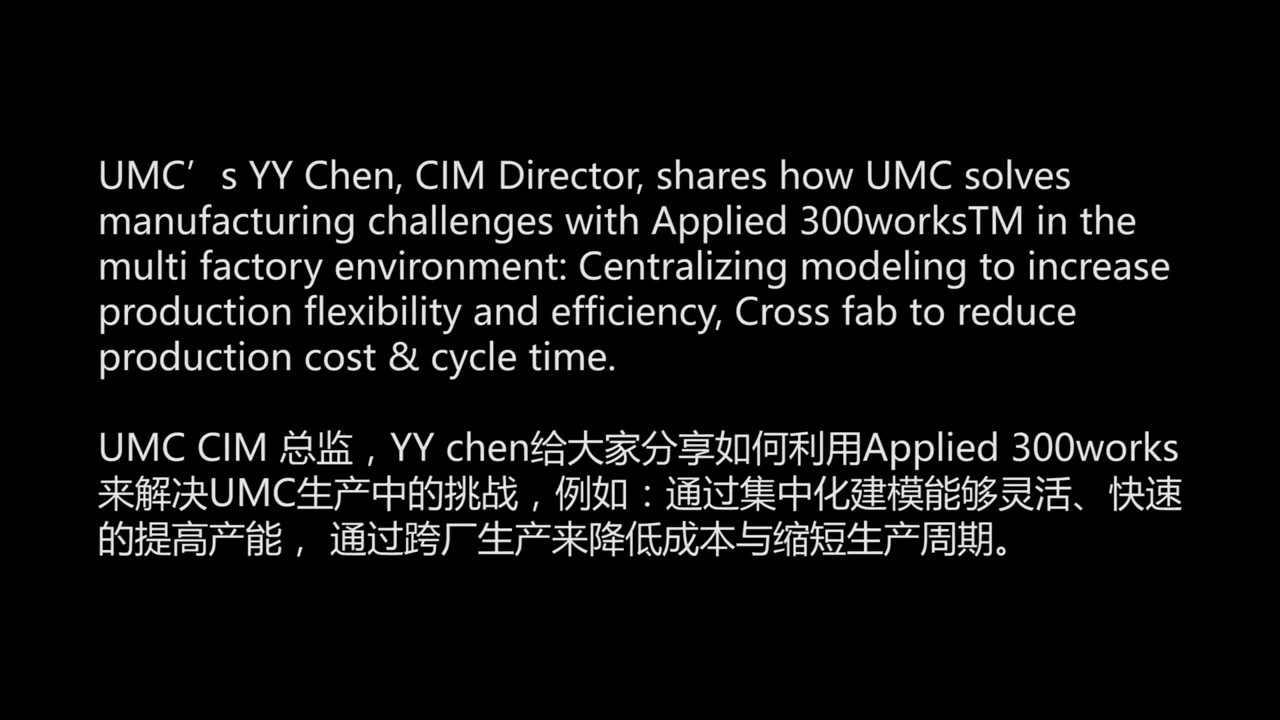 UMC’s YY Chen, CIM Director, shares how UMC solves
manufacturing challenges with Applied 300worksTM in the
multi factory environment: Centralizing modeling to increase
production flexibility and efficiency, Cross fab to reduce
production cost & cycle time.
UMC CIM 总监，YY chen给大家分享如何利用Applied 300works
来解决UMC生产中的挑战，例如：通过集中化建模能够灵活、快速
的提高产能， 通过跨厂生产来降低成本与缩短生产周期。